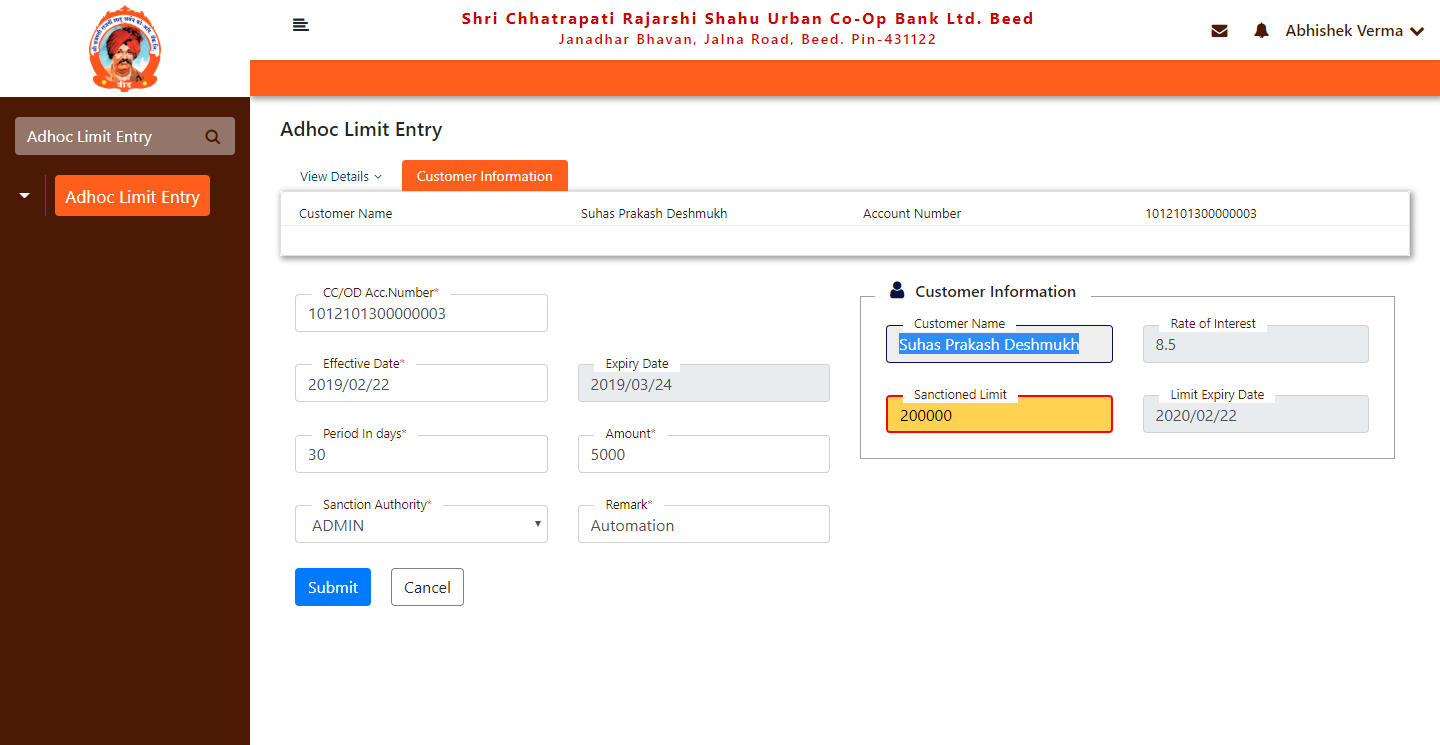 Shri Chhatrapati Rajarshi Shahu Urban Co-Op Bank Ltd. Beed
Janadhar Bhavan, Jalna Road, Beed. Pin-431122
Abhishek Verma
Adhoc Limit Entry
Adhoc Limit Entry
Adhoc Limit Entry
View Details Customer Information
Customer Name Suhas Prakash Deshmukh Account Number 1012101300000003
CC/OD Acc.Number*
1012101300000003
Effective Date* Expiry Date
2019/02/22 2019/03/24
Period In days* Amount*
30 5000
Sanction Authority* Remark*
ADMIN Automation
Submit Cancel
Customer Information
Customer Name Rate of Interest
Suhas Prakash Deshmukh 8.5
Sanctioned Limit Limit Expiry Date
200000 2020/02/22